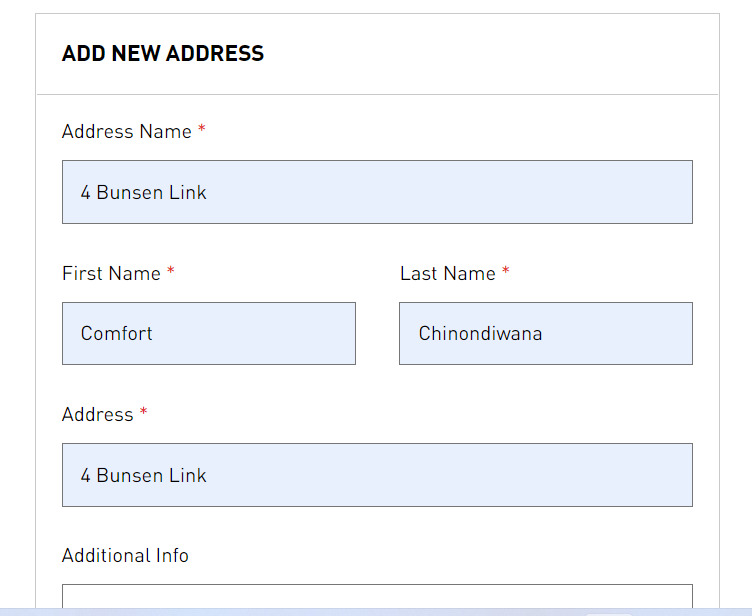 ADD NEW ADDRESS
Address Name *
4 Bunsen Link
First Name * Last Name *
Comfort Chinondiwana
Address *
4 Bunsen Link
Additional Info